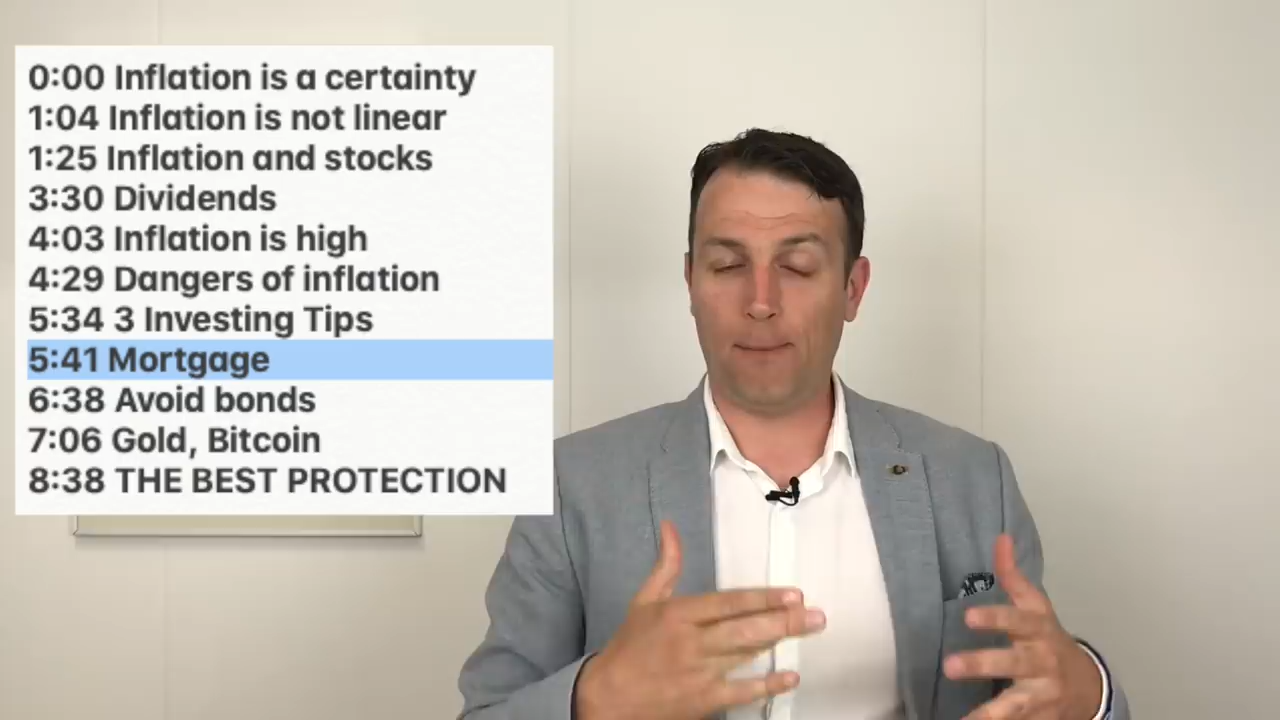 0:00 Inflation is a certainty
1:04 Inflation is not linear
1:25 Inflation and stocks
3:30 Dividends
4:03 Inflation is high
4:29 Dangers of inflation
5:34 3 Investing Tips
5:41 Mortgage
6:38 Avoid bonds
7:06 Gold, Bitcoin
8:38 THE BEST PROTECTION